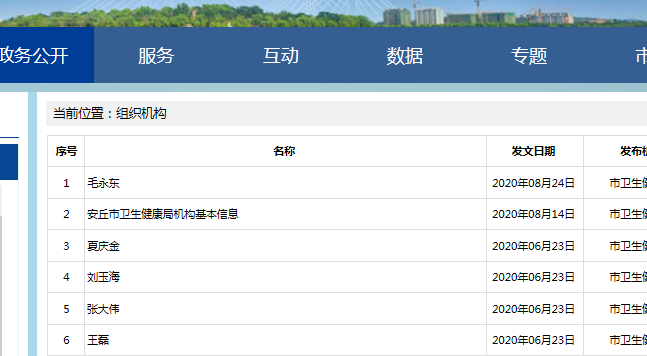 政务公开 服务 互动 数据 专题 市
当前位置：组织机构
序号 名称 发文日期 发布机
1 毛永东 2020年08月24日 市卫生健
2 安丘市卫生健康局机构基本信息 2020年08月14日 市卫生健
3 夏庆金 2020年06月23日 市卫生健
4 刘玉海 2020年06月23日 市卫生健
5 张大伟 2020年06月23日 市卫生健
6 王磊 2020年06月23日 市卫生健